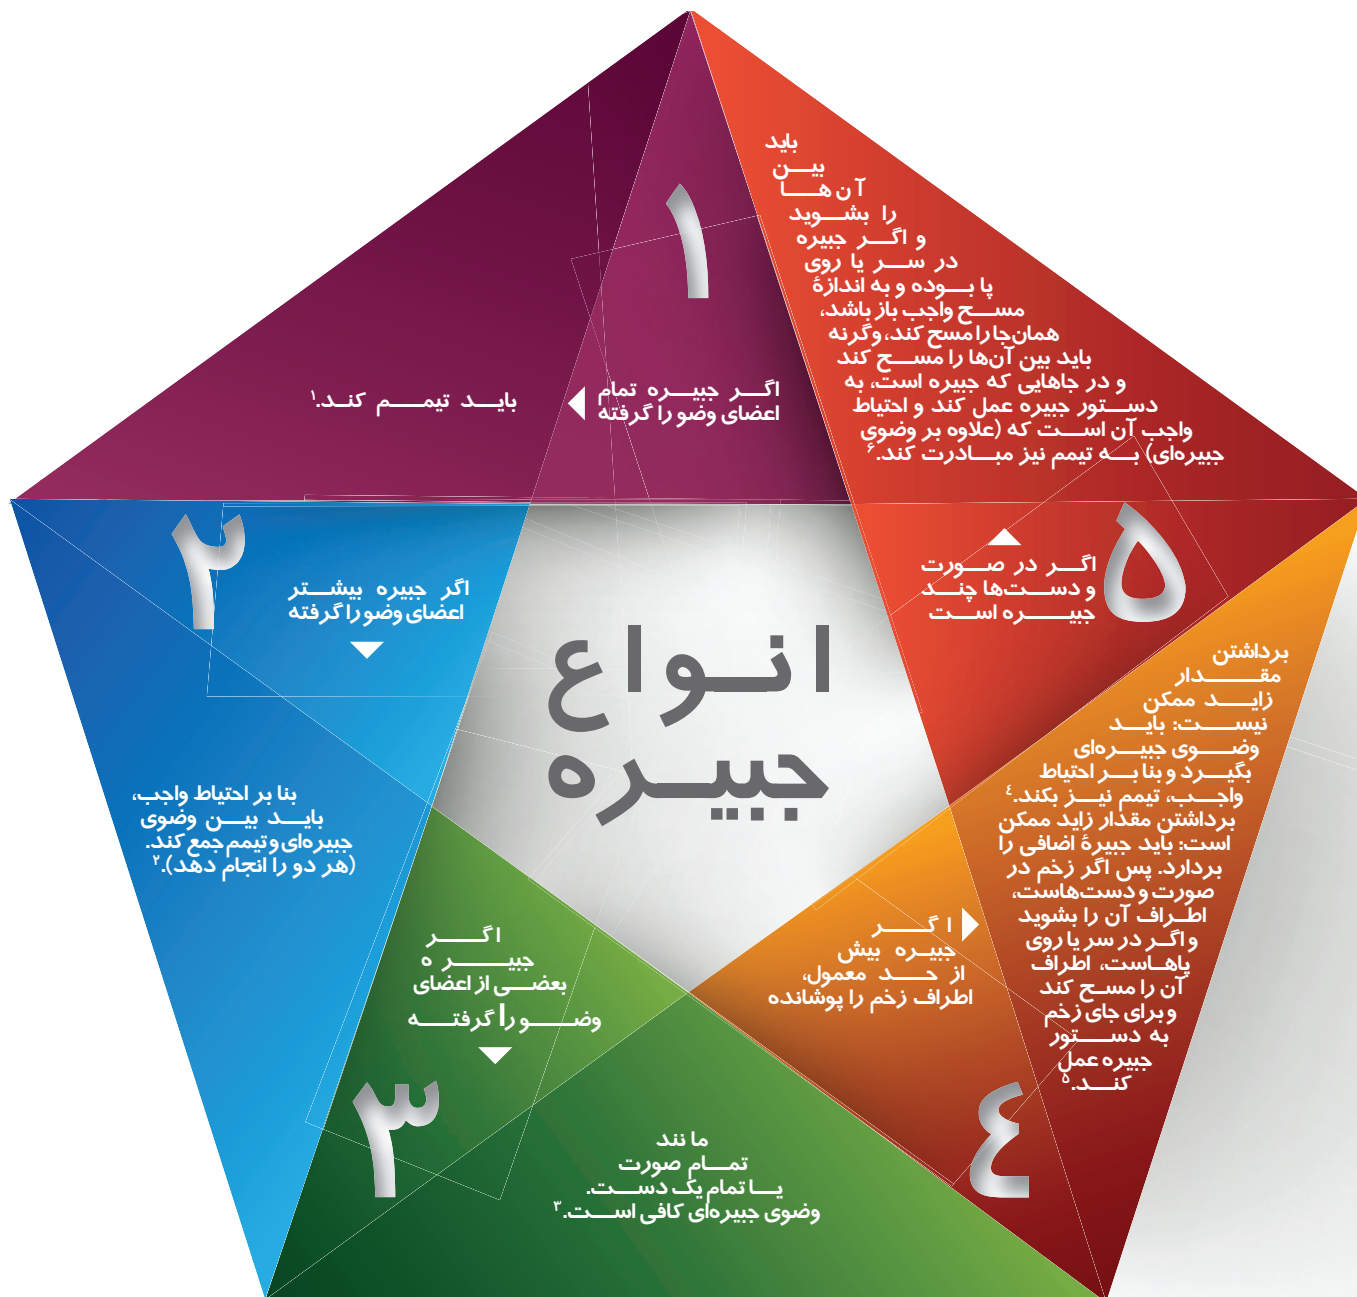 انواع
جبیره
۱
اگر جبیره تمام
اعضای وضو را گرفته
باید تیمم کند.۱
۲
اگر جبیره بیشتر
اعضای وضو را گرفته
بنا بر احتیاط واجب،
باید بین وضوی
جبیره‌ای و تیمم جمع کند.
(هر دو را انجام دهد).۲
۳
اگر
جبیره
بعضی از اعضای
وضو را گرفته
مانند
تمام صورت
یا تمام یک دست.
وضوی جبیره‌ای کافی است.۳
٤
اگر
جبیره بیش
از حد معمول،
اطراف زخم را پوشانده
برداشتن
مقدار
زاید ممکن
نیست: باید
وضوی جبیره‌ای
بگیرد و بنا بر احتیاط
واجب، تیمم نیز بکند.٤
برداشتن مقدار زاید ممکن
است: باید جبیرۀ اضافی را
بردارد. پس اگر زخم در
صورت و دست‌هاست،
اطراف آن را بشوید
و اگر در سر یا روی
پاهاست، اطراف
آن را مسح کند
و برای جای زخم
به دستور
جبیره عمل
کند.۵
۵
اگر در صورت
و دست‌ها چند
جبیره است
باید
بین
آن‌ها
را بشوید
و اگر جبیره
در سر یا روی
پا بوده و به اندازۀ
مسح واجب باز باشد،
همان‌جا را مسح کند، وگرنه
باید بین آن‌ها را مسح کند
و در جاهایی که جبیره است، به
دستور جبیره عمل کند و احتیاط
واجب آن است که (علاوه بر وضوی
جبیره‌ای) به تیمم نیز مبادرت کند.۶